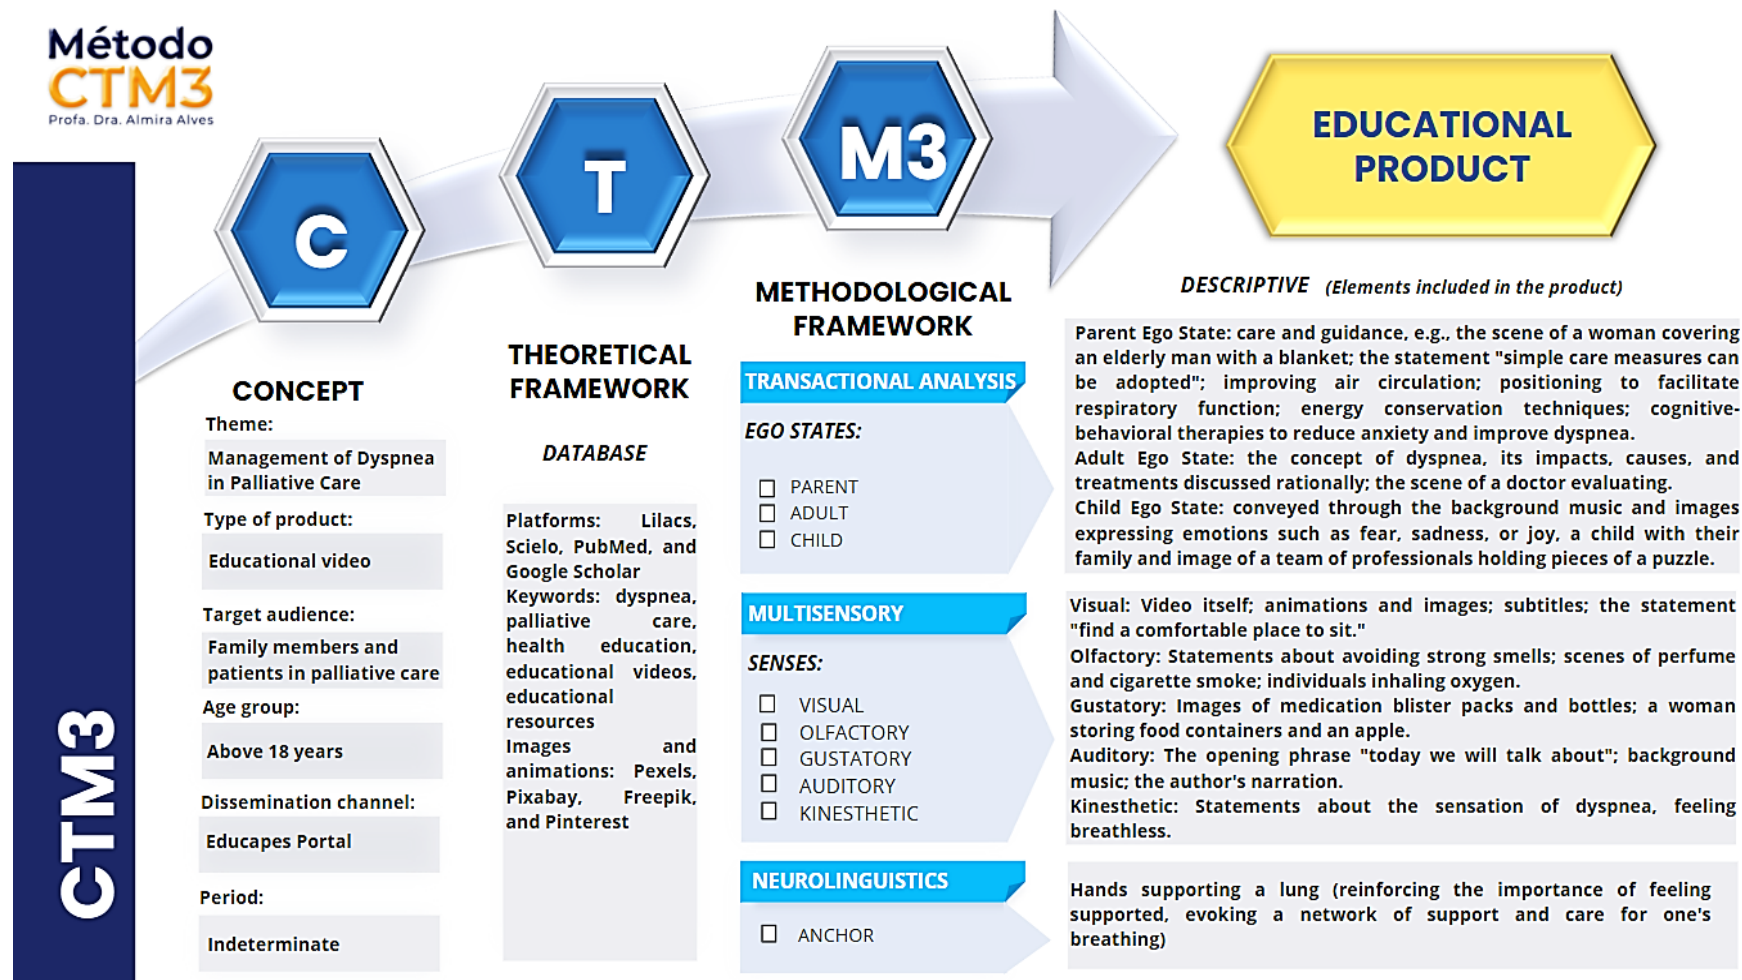 Método
CTM3
Profa. Dra. Almira Alves
CTM3
C
T
M3
EDUCATIONAL
PRODUCT
CONCEPT
Theme:
Management of Dyspnea
in Palliative Care
Type of product:
Educational video
Target audience:
Family members and
patients in palliative care
Age group:
Above 18 years
Dissemination channel:
Educapes Portal
Period:
Indeterminate
THEORETICAL
FRAMEWORK
DATABASE
Platforms: Lilacs,
Scielo, PubMed, and
Google Scholar
Keywords: dyspnea,
palliative care,
health education,
educational videos,
educational
resources
Images and
animations: Pexels,
Pixabay, Freepik,
and Pinterest
METHODOLOGICAL
FRAMEWORK
TRANSACTIONAL ANALYSIS
EGO STATES:
PARENT
ADULT
CHILD
MULTISENSORY
SENSES:
VISUAL
OLFACTORY
GUSTATORY
AUDITORY
KINESTHETIC
NEUROLINGUISTICS
ANCHOR
DESCRIPTIVE (Elements included in the product)
Parent Ego State: care and guidance, e.g., the scene of a woman covering
an elderly man with a blanket; the statement "simple care measures can
be adopted"; improving air circulation; positioning to facilitate
respiratory function; energy conservation techniques; cognitive-
behavioral therapies to reduce anxiety and improve dyspnea.
Adult Ego State: the concept of dyspnea, its impacts, causes, and
treatments discussed rationally; the scene of a doctor evaluating.
Child Ego State: conveyed through the background music and images
expressing emotions such as fear, sadness, or joy, a child with their
family and image of a team of professionals holding pieces of a puzzle.
Visual: Video itself; animations and images; subtitles; the statement
"find a comfortable place to sit."
Olfactory: Statements about avoiding strong smells; scenes of perfume
and cigarette smoke; individuals inhaling oxygen.
Gustatory: Images of medication blister packs and bottles; a woman
storing food containers and an apple.
Auditory: The opening phrase "today we will talk about"; background
music; the author's narration.
Kinesthetic: Statements about the sensation of dyspnea, feeling
breathless.
Hands supporting a lung (reinforcing the importance of feeling
supported, evoking a network of support and care for one's
breathing)